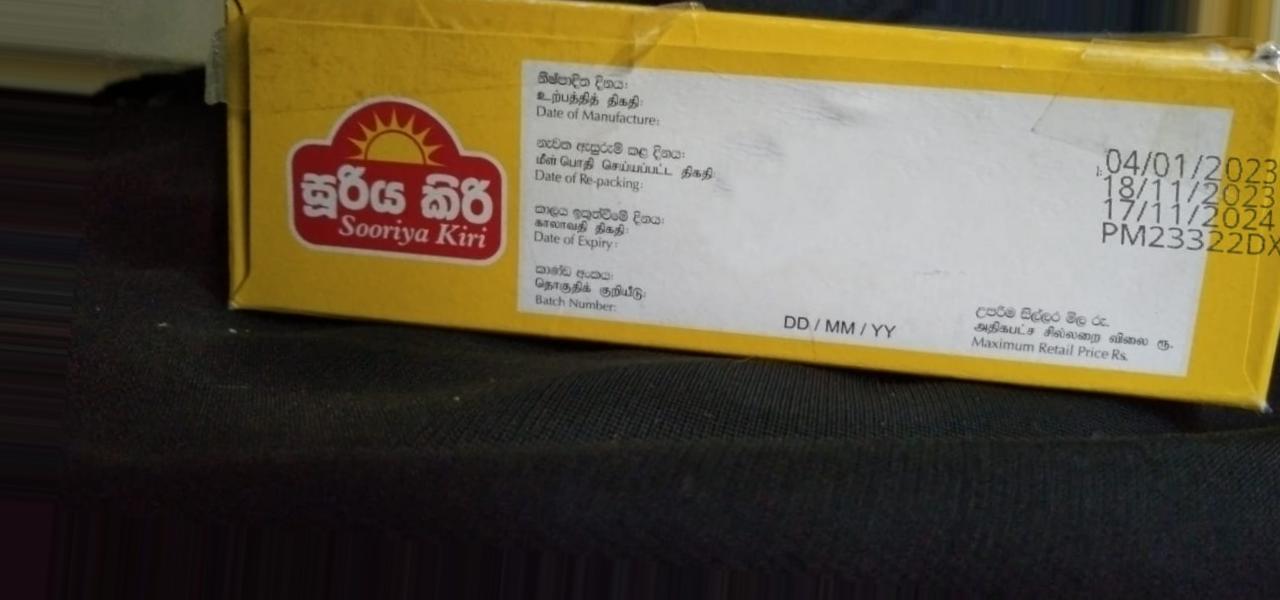 සූරිය කිරි
Sooriya Kiri
නිෂ්පාදිත දිනය:
உற்பத்தித் திகதி:
Date of Manufacture:
නැවත ඇසුරුම් කළ දිනය:
மீள் பொதி செய்யப்பட்ட திகதி:
Date of Re-packing:
කාලය ඉකුත්වීමේ දිනය:
காலாவதி திகதி:
Date of Expiry:
කාණ්ඩ අංකය:
தொகுதிக் குறியீடு:
Batch Number:
DD / MM / YY
04/01/2023
18/11/2023
17/11/2024
PM23322DX
උපරිම සිල්ලර මිල රු.
அதிகபட்ச சில்லறை விலை ரூ.
Maximum Retail Price Rs.